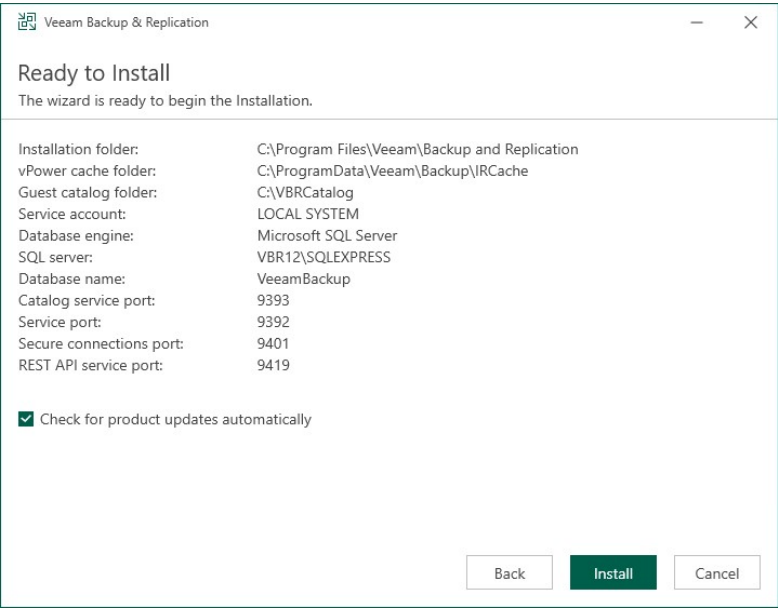 Veeam Backup & Replication
Ready to Install
The wizard is ready to begin the Installation.
Installation folder: C:\Program Files\Veeam\Backup and Replication
vPower cache folder: C:\ProgramData\Veeam\Backup\IRCache
Guest catalog folder: C:\VBRCatalog
Service account: LOCAL SYSTEM
Database engine: Microsoft SQL Server
SQL server: VBR12\SQLEXPRESS
Database name: VeeamBackup
Catalog service port: 9393
Service port: 9392
Secure connections port: 9401
REST API service port: 9419
Check for product updates automatically
Back Install Cancel